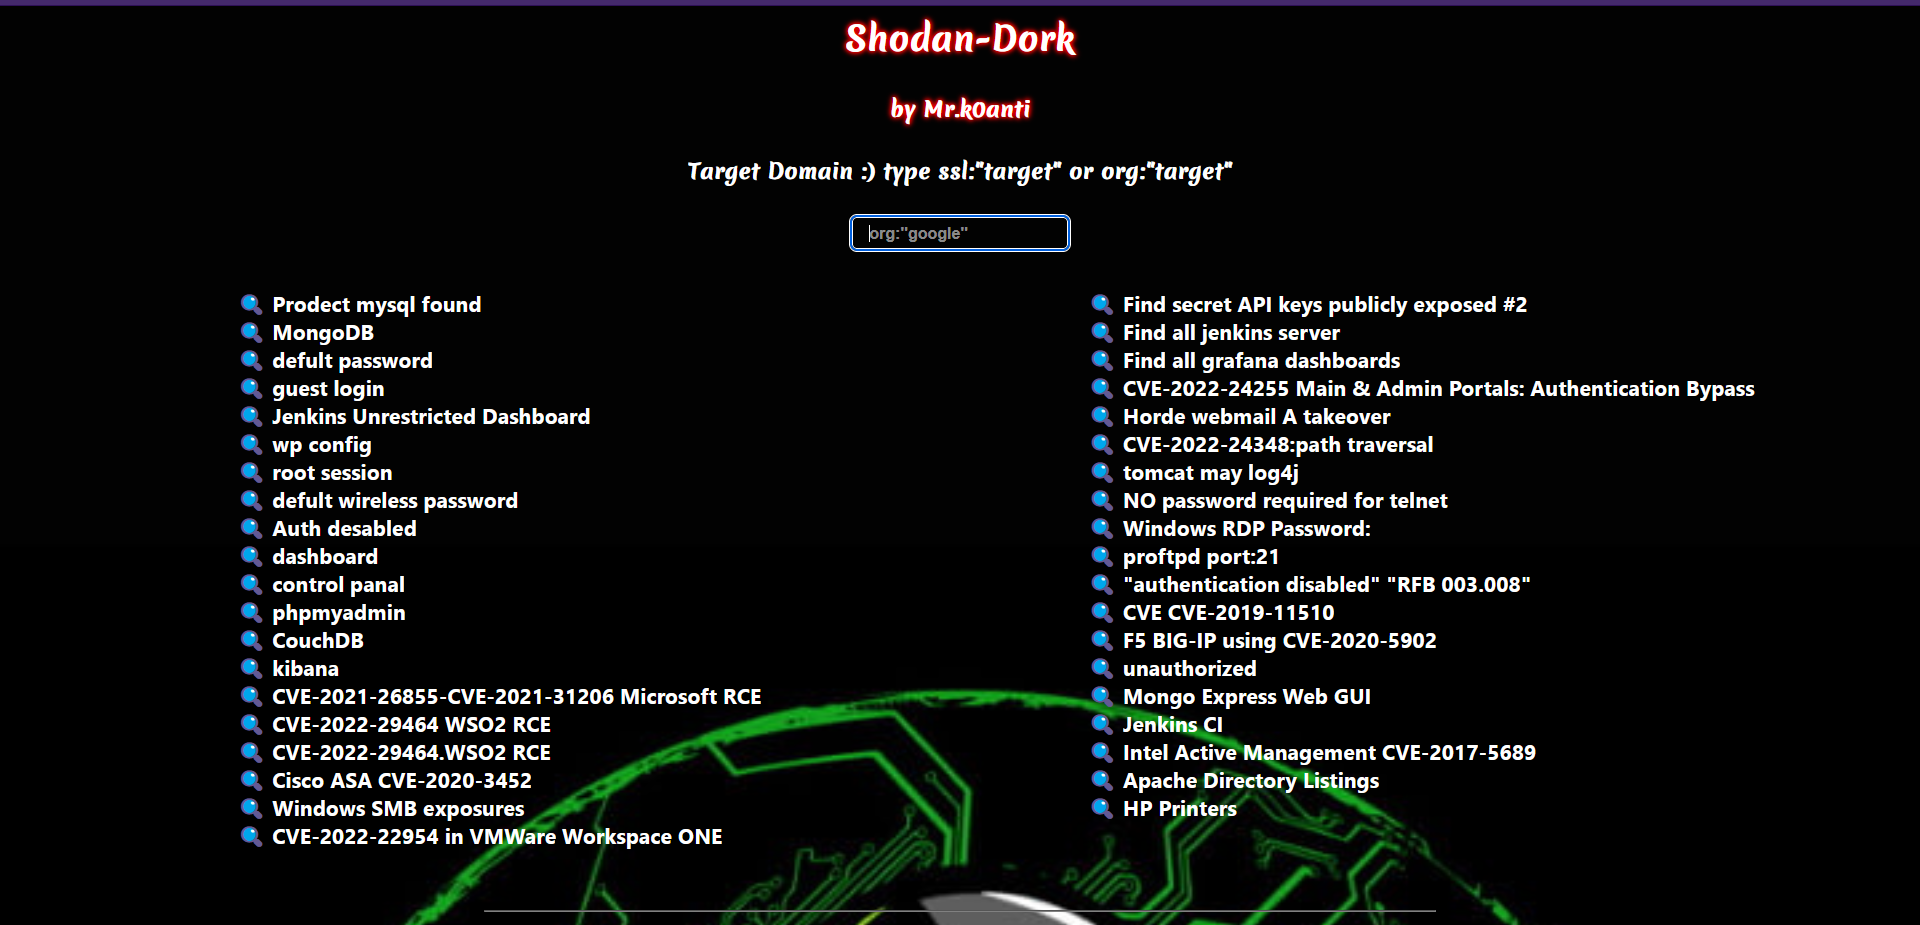 Shodan-Dork
by Mr.k0anti
Target Domain :) type ssl:"target" or org:"target"
org:"google"
Prodect mysql found
MongoDB
defult password
guest login
Jenkins Unrestricted Dashboard
wp config
root session
defult wireless password
Auth desabled
dashboard
control panal
phpmyadmin
CouchDB
kibana
CVE-2021-26855-CVE-2021-31206 Microsoft RCE
CVE-2022-29464 WSO2 RCE
CVE-2022-29464.WSO2 RCE
Cisco ASA CVE-2020-3452
Windows SMB exposures
CVE-2022-22954 in VMWare Workspace ONE
Find secret API keys publicly exposed #2
Find all jenkins server
Find all grafana dashboards
CVE-2022-24255 Main & Admin Portals: Authentication Bypass
Horde webmail A takeover
CVE-2022-24348:path traversal
tomcat may log4j
NO password required for telnet
Windows RDP Password:
proftpd port:21
"authentication disabled" "RFB 003.008"
CVE CVE-2019-11510
F5 BIG-IP using CVE-2020-5902
unauthorized
Mongo Express Web GUI
Jenkins CI
Intel Active Management CVE-2017-5689
Apache Directory Listings
HP Printers